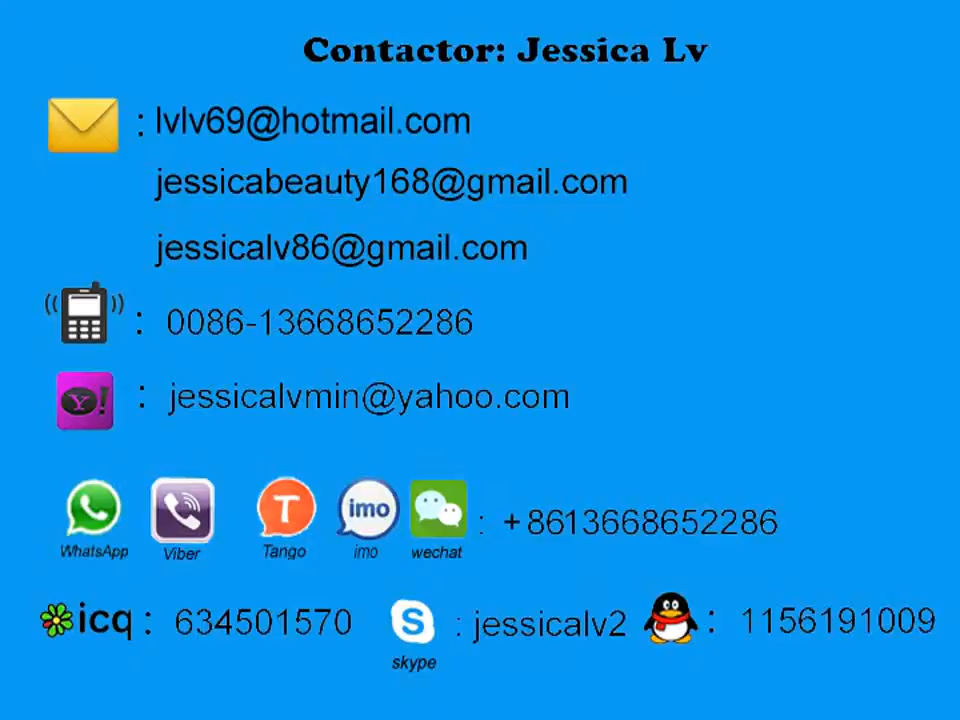 Contactor: Jessica Lv
: lvlv69@hotmail.com
jessicabeauty168@gmail.com
jessicalv86@gmail.com
: 0086-13668652286
Y! : jessicalvmin@yahoo.com
T imo : +8613668652286
WhatsApp Viber Tango imo wechat
icq : 634501570 S : jessicalv2 : 1156191009
skype